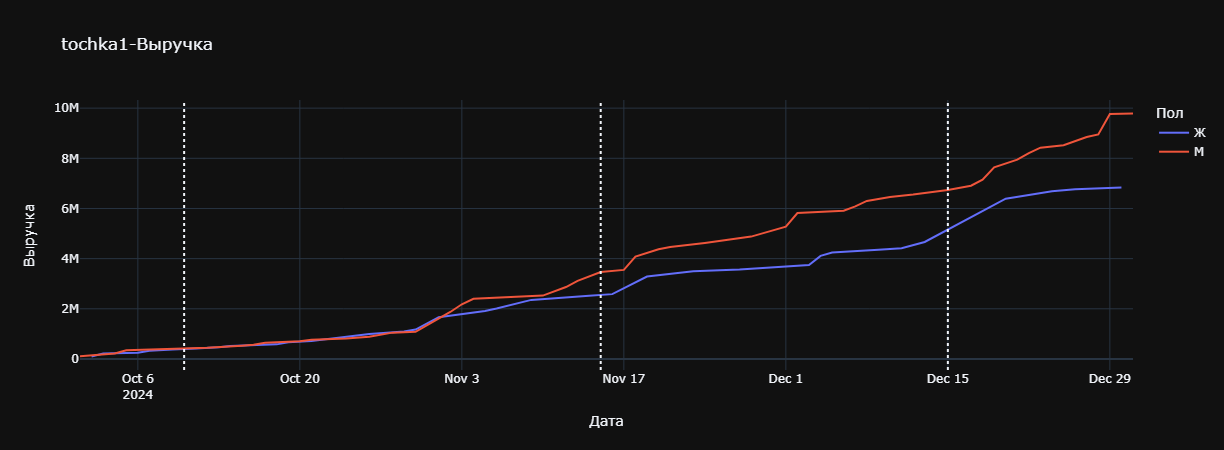 tochka1-Выручка
10M
8M
6M
4M
2M
0
Выручка
Oct 6
2024
Oct 20
Nov 3
Nov 17
Dec 1
Dec 15
Dec 29
Дата
Пол
Ж
М